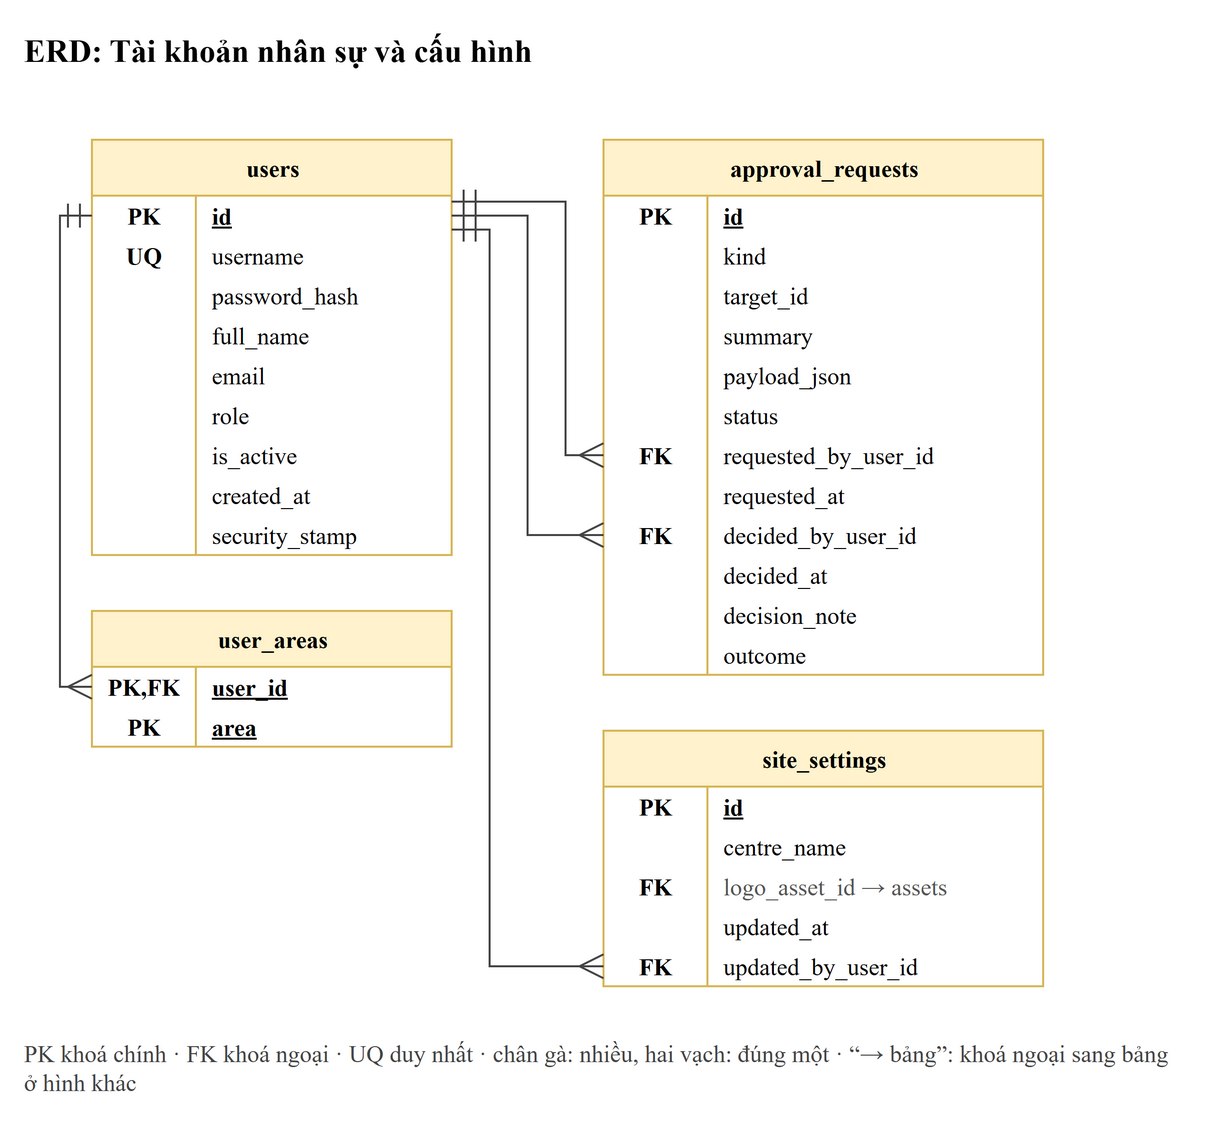 ERD: Tài khoản nhân sự và cấu hình
users
PK id
UQ username
password_hash
full_name
email
role
is_active
created_at
security_stamp
user_areas
PK,FK user_id
PK area
approval_requests
PK id
kind
target_id
summary
payload_json
status
FK requested_by_user_id
requested_at
FK decided_by_user_id
decided_at
decision_note
outcome
site_settings
PK id
centre_name
FK logo_asset_id → assets
updated_at
FK updated_by_user_id
PK khoá chính · FK khoá ngoại · UQ duy nhất · chân gà: nhiều, hai vạch: đúng một · “→ bảng”: khoá ngoại sang bảng
ở hình khác